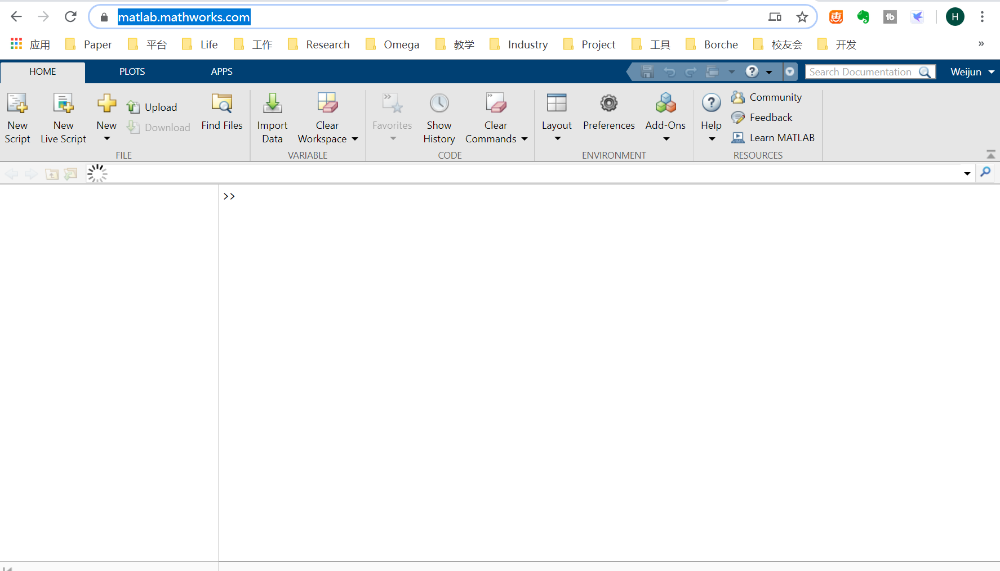 matlab.mathworks.com
H
应用 Paper 平台 Life 工作 Research Omega 教学 Industry Project 工具 Borche 校友会 开发 »
HOME PLOTS APPS Search Documentation Weijun
New Script
New Live Script
New
Upload
Download
Find Files
FILE
Import Data
Clear Workspace
VARIABLE
Favorites
Show History
Clear Commands
CODE
Layout
Preferences
Add-Ons
ENVIRONMENT
Help
Community
Feedback
Learn MATLAB
RESOURCES
>>